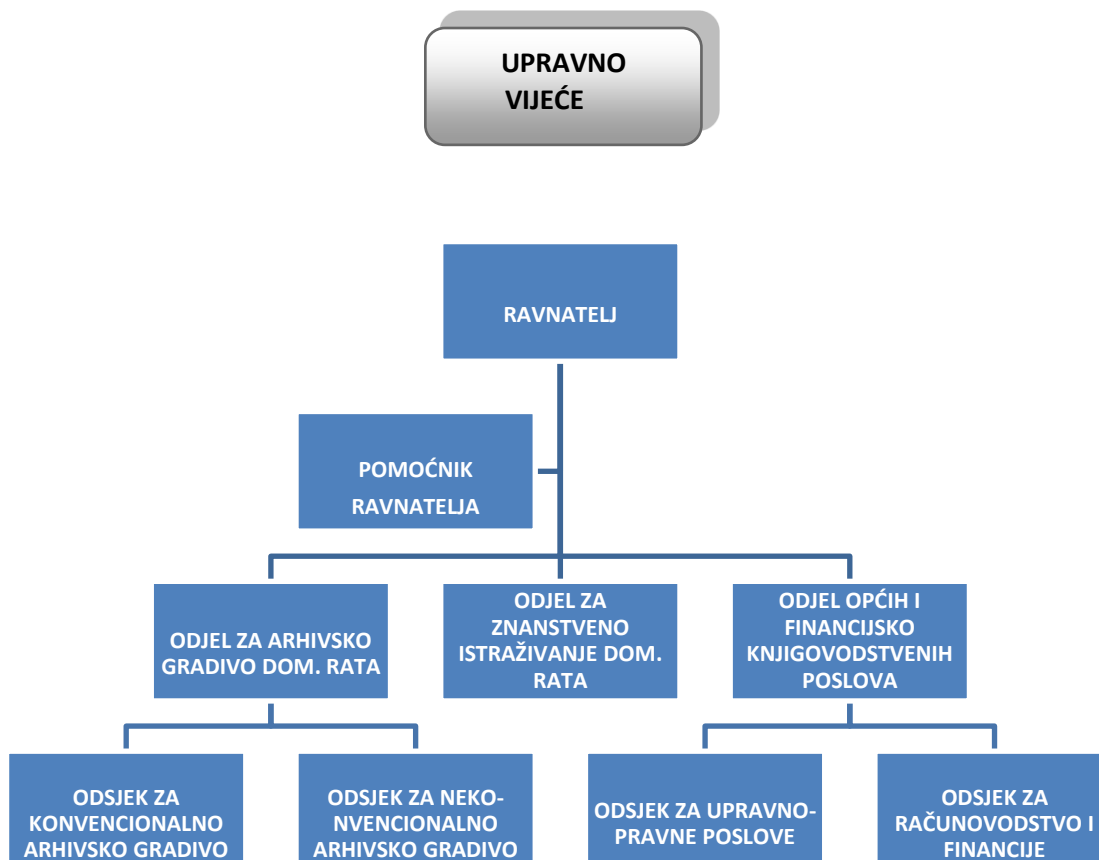 UPRAVNO
VIJEĆE
RAVNATELJ
POMOĆNIK
RAVNATELJA
ODJEL ZA ARHIVSKO
GRADIVO DOM. RATA
ODJEL ZA
ZNANSTVENO
ISTRAŽIVANJE DOM.
RATA
ODJEL OPĆIH I
FINANCIJSKO
KNJIGOVODSTVENIH
POSLOVA
ODSJEK ZA
KONVENCIONALNO
ARHIVSKO GRADIVO
ODSJEK ZA NEKO-
NVENCIONALNO
ARHIVSKO GRADIVO
ODSJEK ZA UPRAVNO-
PRAVNE POSLOVE
ODSJEK ZA
RAČUNOVODSTVO I
FINANCIJE